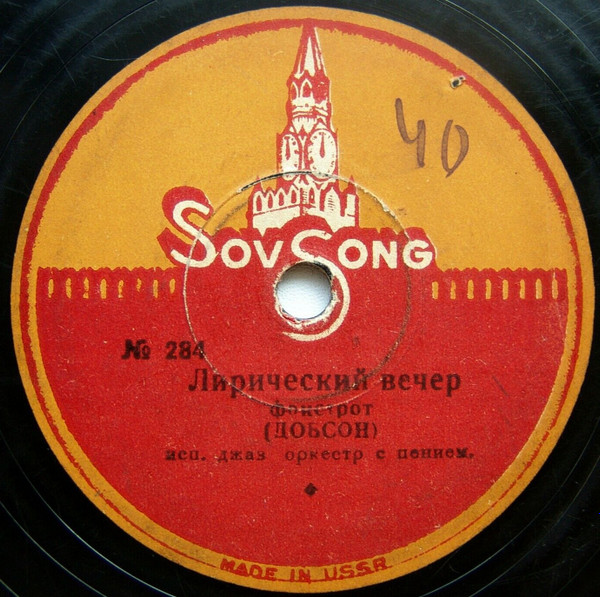 40
SOVSONG
№ 284
Лирический вечер
фокстрот
(ДОБСОН)
исп. джаз оркестр с пением.
MADE IN USSR